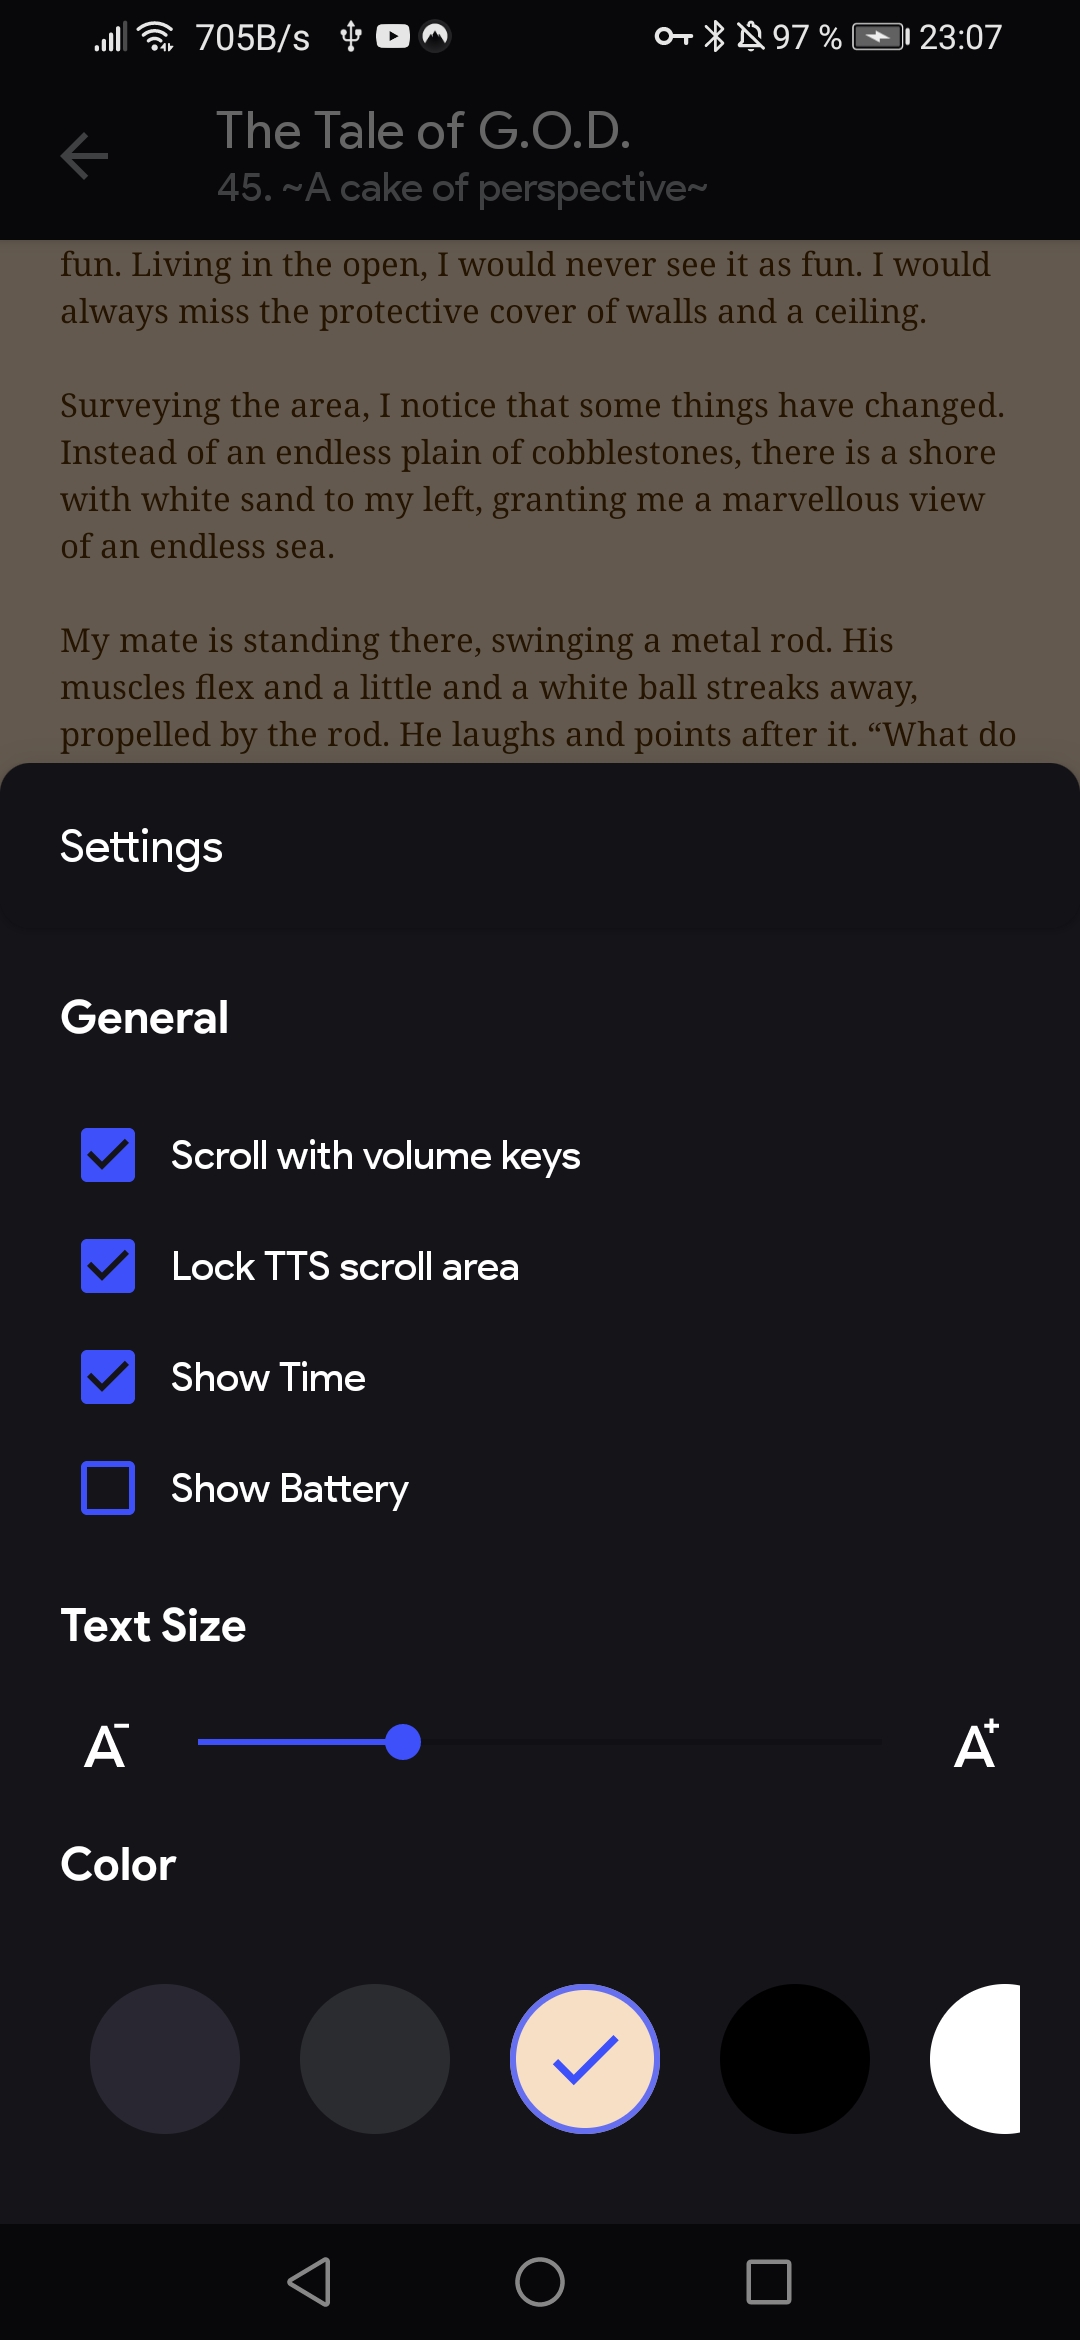 705B/s 97 % 23:07
The Tale of G.O.D.
45. ~A cake of perspective~
fun. Living in the open, I would never see it as fun. I would
always miss the protective cover of walls and a ceiling.
Surveying the area, I notice that some things have changed.
Instead of an endless plain of cobblestones, there is a shore
with white sand to my left, granting me a marvellous view
of an endless sea.
My mate is standing there, swinging a metal rod. His
muscles flex and a little and a white ball streaks away,
propelled by the rod. He laughs and points after it. “What do
Settings
General
Scroll with volume keys
Lock TTS scroll area
Show Time
Show Battery
Text Size
A- A+
Color